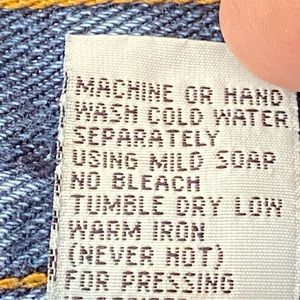 MACHINE OR HAND
WASH COLD WATER
SEPARATELY
USING MILD SOAP
NO BLEACH
TUMBLE DRY LOW
WARM IRON
(NEVER HOT)
FOR PRESSING